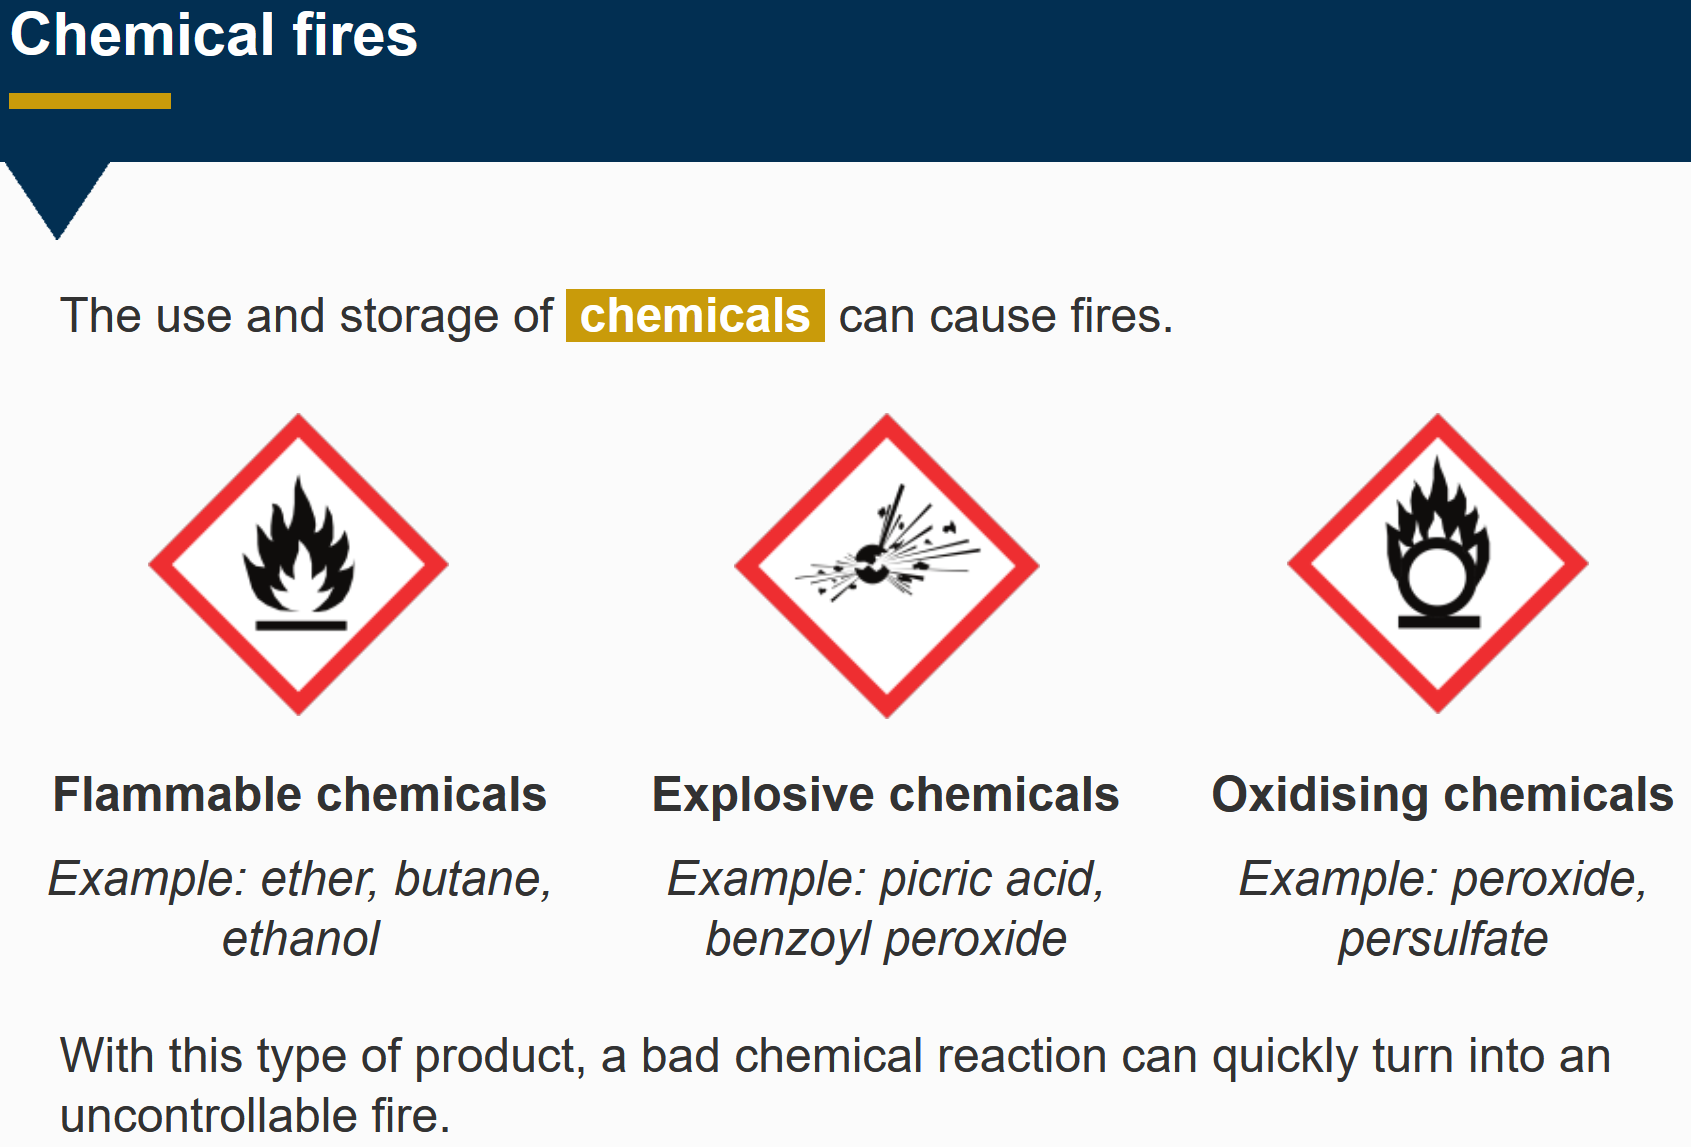 Chemical fires
The use and storage of chemicals can cause fires.
Flammable chemicals
Example: ether, butane,
ethanol
Explosive chemicals
Example: picric acid,
benzoyl peroxide
Oxidising chemicals
Example: peroxide,
persulfate
With this type of product, a bad chemical reaction can quickly turn into an
uncontrollable fire.